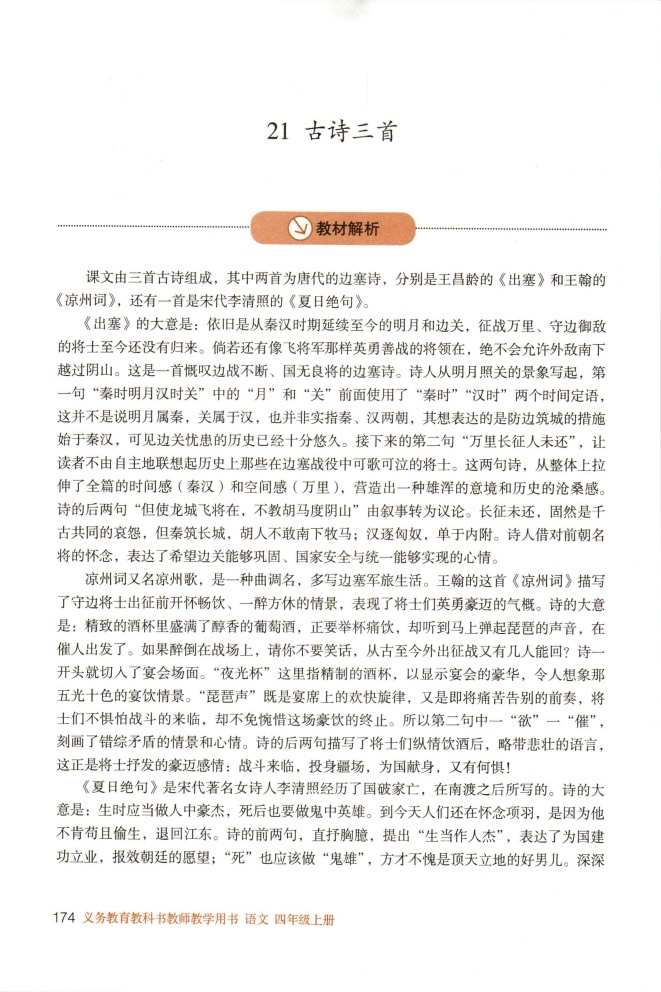 21 古诗三首
教材解析
课文由三首古诗组成，其中两首为唐代的边塞诗，分别是王昌龄的《出塞》和王翰的
《凉州词》，还有一首是宋代李清照的《夏日绝句》。
《出塞》的大意是：依旧是从秦汉时期延续至今的明月和边关，征战万里、守边御敌
的将士至今还没有归来。倘若还有像飞将军那样英勇善战的将领在，绝不会允许外敌南下
越过阴山。这是一首慨叹边战不断、国无良将的边塞诗。诗人从明月照关的景象写起，第
一句“秦时明月汉时关”中的“月”和“关”前面使用了“秦时”“汉时”两个时间定语，
这并不是说明月属秦，关属于汉，也并非实指秦、汉两朝，其想表达的是防边筑城的措施
始于秦汉，可见边关忧患的历史已经十分悠久。接下来的第二句“万里长征人未还”，让
读者不由自主地联想起历史上那些在边塞战役中可歌可泣的将士。这两句诗，从整体上拉
伸了全篇的时间感（秦汉）和空间感（万里），营造出一种雄浑的意境和历史的沧桑感。
诗的后两句“但使龙城飞将在，不教胡马度阴山”由叙事转为议论。长征未还，固然是千
古共同的哀怨，但秦筑长城，胡人不敢南下牧马；汉逐匈奴，单于内附。诗人借对前朝名
将的怀念，表达了希望边关能够巩固、国家安全与统一能够实现的心情。
凉州词又名凉州歌，是一种曲调名，多写边塞军旅生活。王翰的这首《凉州词》描写
了守边将士出征前开怀畅饮、一醉方休的情景，表现了将士们英勇豪迈的气概。诗的大意
是：精致的酒杯里盛满了醇香的葡萄酒，正要举杯痛饮，却听到马上弹起琵琶的声音，在
催人出发了。如果醉倒在战场上，请你不要笑话，从古至今外出征战又有几人能回？诗一
开头就切入了宴会场面。“夜光杯”这里指精制的酒杯，以显示宴会的豪华，令人想象那
五光十色的宴饮情景。“琵琶声”既是宴席上的欢快旋律，又是即将痛苦告别的前奏，将
士们不惧怕战斗的来临，却不免惋惜这场豪饮的终止。所以第二句中一“欲”一“催”，
刻画了错综矛盾的情景和心情。诗的后两句描写了将士们纵情饮酒后，略带悲壮的语言，
这正是将士抒发的豪迈感情：战斗来临，投身疆场，为国献身，又有何惧！
《夏日绝句》是宋代著名女诗人李清照经历了国破家亡，在南渡之后所写的。诗的大
意是：生时应当做人中豪杰，死后也要做鬼中英雄。到今天人们还在怀念项羽，是因为他
不肯苟且偷生，退回江东。诗的前两句，直抒胸臆，提出“生当作人杰”，表达了为国建
功立业，报效朝廷的愿望；“死”也应该做“鬼雄”，方才不愧是顶天立地的好男儿。深深
174 义务教育教科书教师教学用书 语文 四年级上册